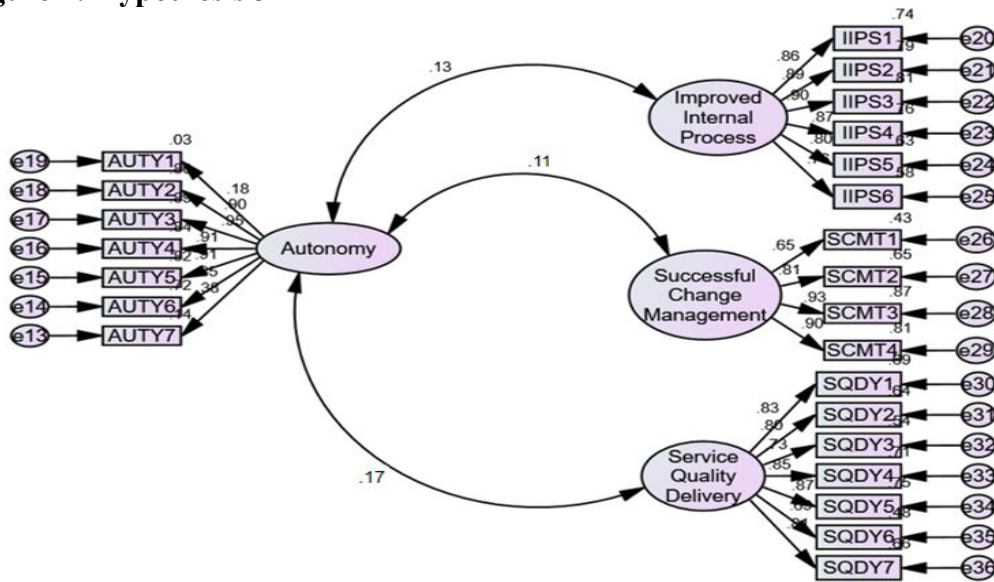 .74
IIPS1
e20
.86
IIPS2
e21
.89
.81
.13
Improved
Internal
Process
.90
IIPS3
e22
.87
IIPS4
e23
.63
.80
IIPS5
e24
.58
IIPS6
e25
.03
e19
AUTY1
e18
AUTY2
.18
.90
e17
AUTY3
.95
e16
AUTY4
.91
.91
e15
AUTY5
e14
AUTY6
.38
e13
AUTY7
Autonomy
.11
.43
SCMT1
e26
.65
.65
Successful
Change
Management
.81
SCMT2
e27
.87
.93
SCMT3
e28
.81
.90
SCMT4
e29
SQDY1
e30
.83
SQDY2
e31
.80
SQDY3
e32
.73
Service
Quality
Delivery
.85
SQDY4
e33
.87
SQDY5
e34
SQDY6
e35
SQDY7
e36
.17